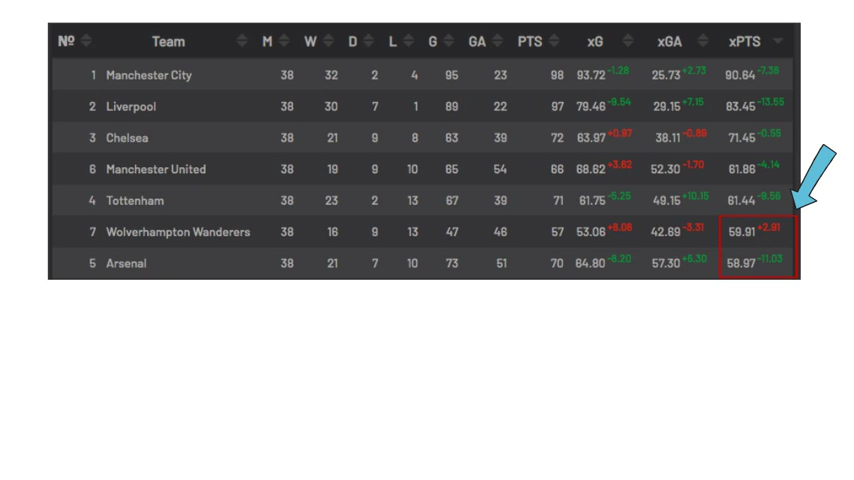 № Team M W D L G GA PTS xG xGA xPTS
1 Manchester City 38 32 2 4 95 23 98 93.72 -1.28 25.73 +2.73 90.64 -7.36
2 Liverpool 38 30 7 1 89 22 97 79.46 -9.54 29.15 +7.15 83.45 -13.55
3 Chelsea 38 21 9 8 63 39 72 63.97 +0.97 38.11 -0.89 71.45 -0.55
6 Manchester United 38 19 9 10 65 54 66 68.62 +3.62 52.30 -1.70 61.86 -4.14
4 Tottenham 38 23 2 13 67 39 71 61.75 -5.25 49.15 +10.15 61.44 -9.56
7 Wolverhampton Wanderers 38 16 9 13 47 46 57 53.08 +6.08 42.69 -3.31 59.91 +2.91
5 Arsenal 38 21 7 10 73 51 70 64.80 -8.20 57.30 +6.30 58.97 -11.03